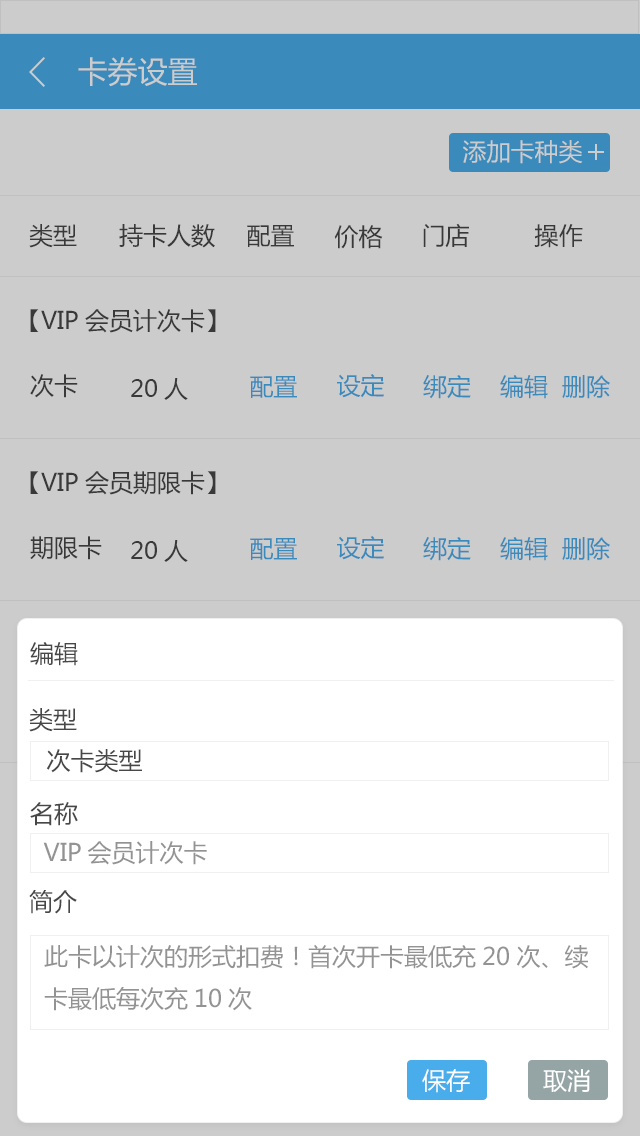 卡券设置
添加卡种类+
类型 持卡人数 配置 价格 门店 操作
【VIP 会员计次卡】
次卡 20 人 配置 设定 绑定 编辑 删除
【VIP 会员期限卡】
期限卡 20 人 配置 设定 绑定 编辑 删除
编辑
类型
次卡类型
名称
VIP 会员计次卡
简介
此卡以计次的形式扣费！首次开卡最低充 20 次、续
卡最低每次充 10 次
保存 取消